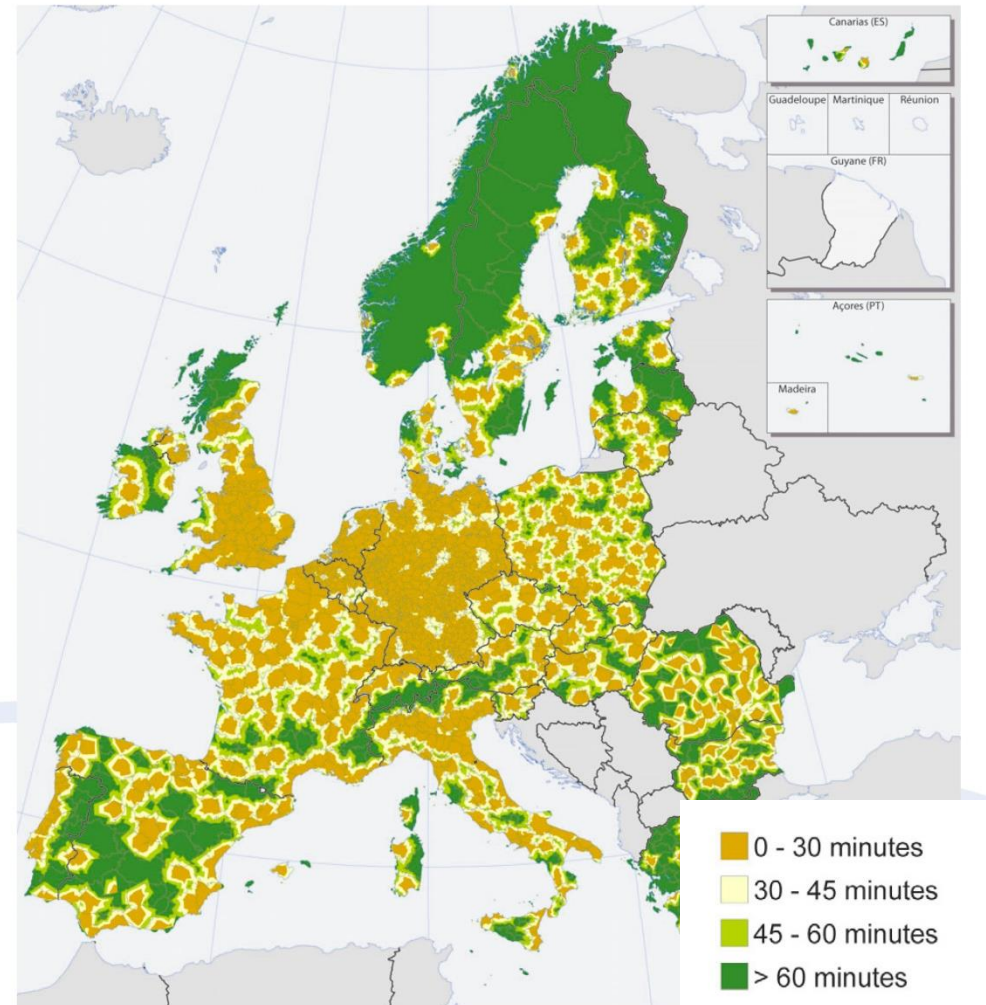 Canarias (ES)
Guadeloupe
Martinique
Réunion
Guyane (FR)
Açores (PT)
Madeira
0 - 30 minutes
30 - 45 minutes
45 - 60 minutes
> 60 minutes